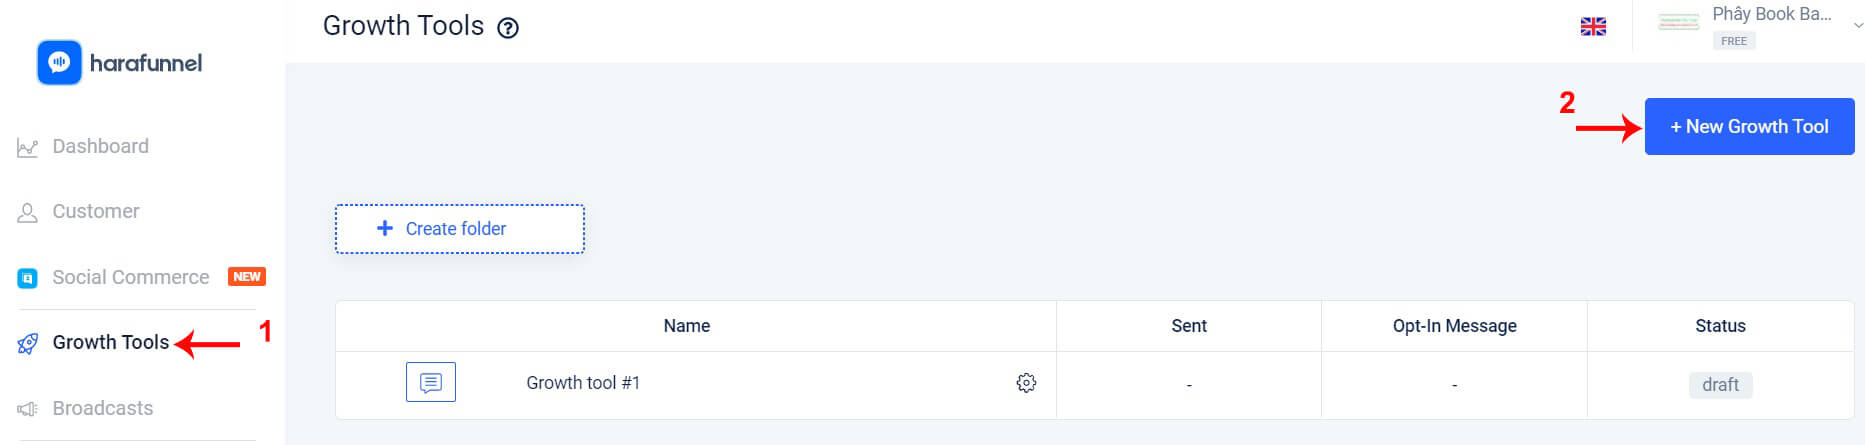 Growth Tools
Phây Book Ba...
FREE
harafunnel
Dashboard
Customer
Social Commerce NEW
Growth Tools
1
Broadcasts
2
+ New Growth Tool
+ Create folder
Name Sent Opt-In Message Status
Growth tool #1 - - draft